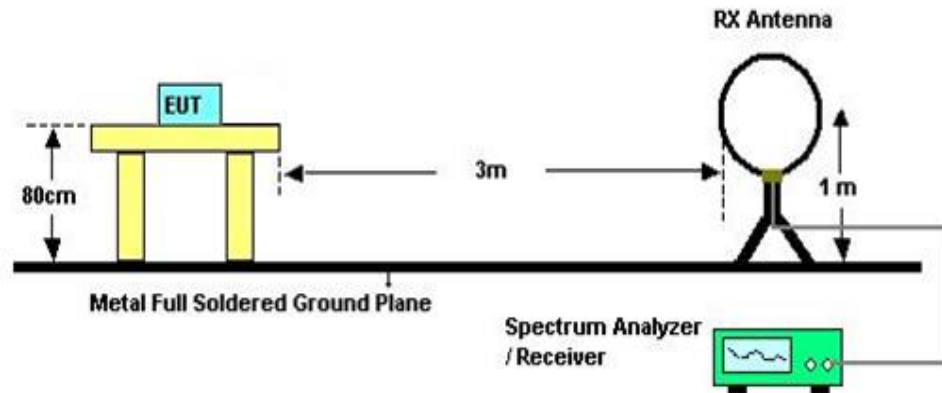 RX Antenna
EUT
80cm
3m
1 m
Metal Full Soldered Ground Plane
Spectrum Analyzer
/ Receiver